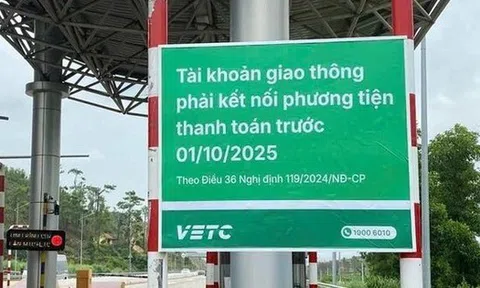 Tài khoản giao thông
phải kết nối phương tiện
thanh toán trước
01/10/2025
Theo Điều 36 Nghị định 119/2024/NĐ-CP
VETC
1900 6010